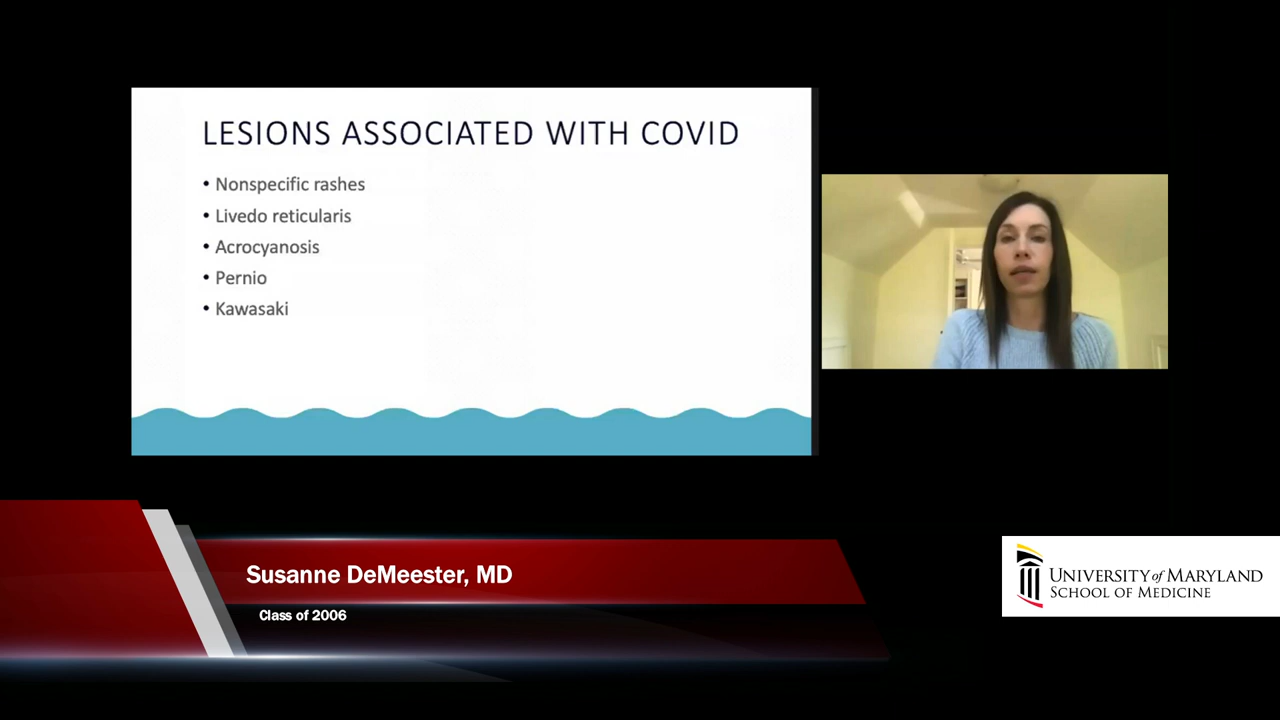 LESIONS ASSOCIATED WITH COVID
• Nonspecific rashes
• Livedo reticularis
• Acrocyanosis
• Pernio
• Kawasaki
Susanne DeMeester, MD
Class of 2006
UNIVERSITY of MARYLAND
SCHOOL OF MEDICINE